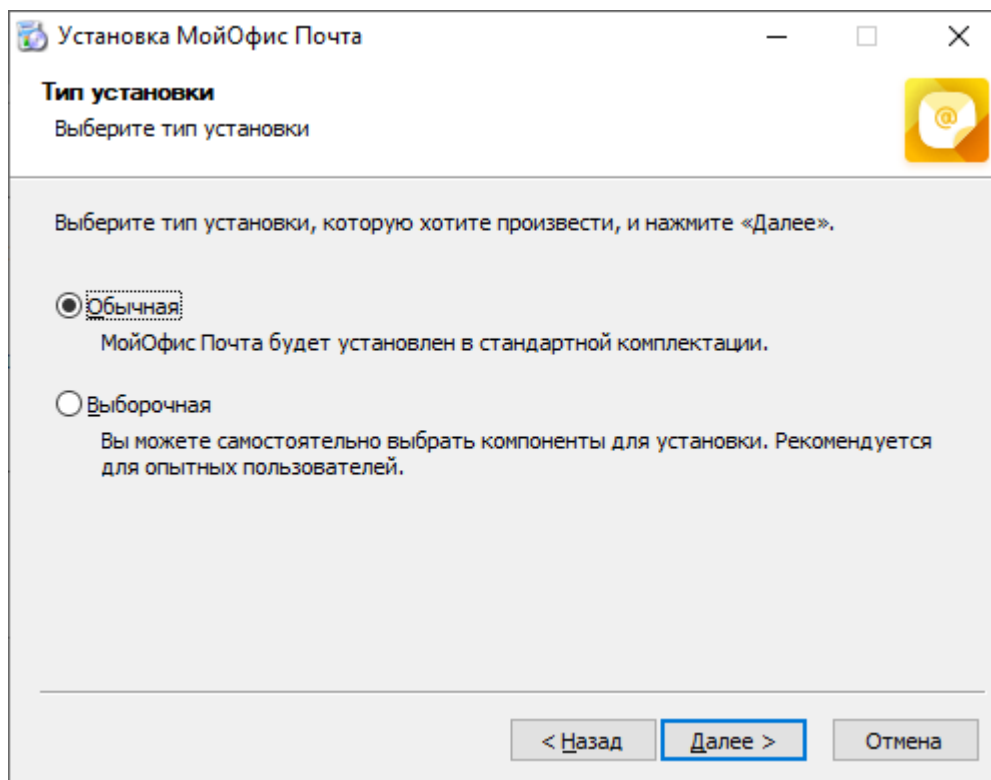 Установка МойОфис Почта
Тип установки
Выберите тип установки
@
Выберите тип установки, которую хотите произвести, и нажмите «Далее».
Обычная
МойОфис Почта будет установлен в стандартной комплектации.
Выборочная
Вы можете самостоятельно выбрать компоненты для установки. Рекомендуется
для опытных пользователей.
< Назад
Далее >
Отмена